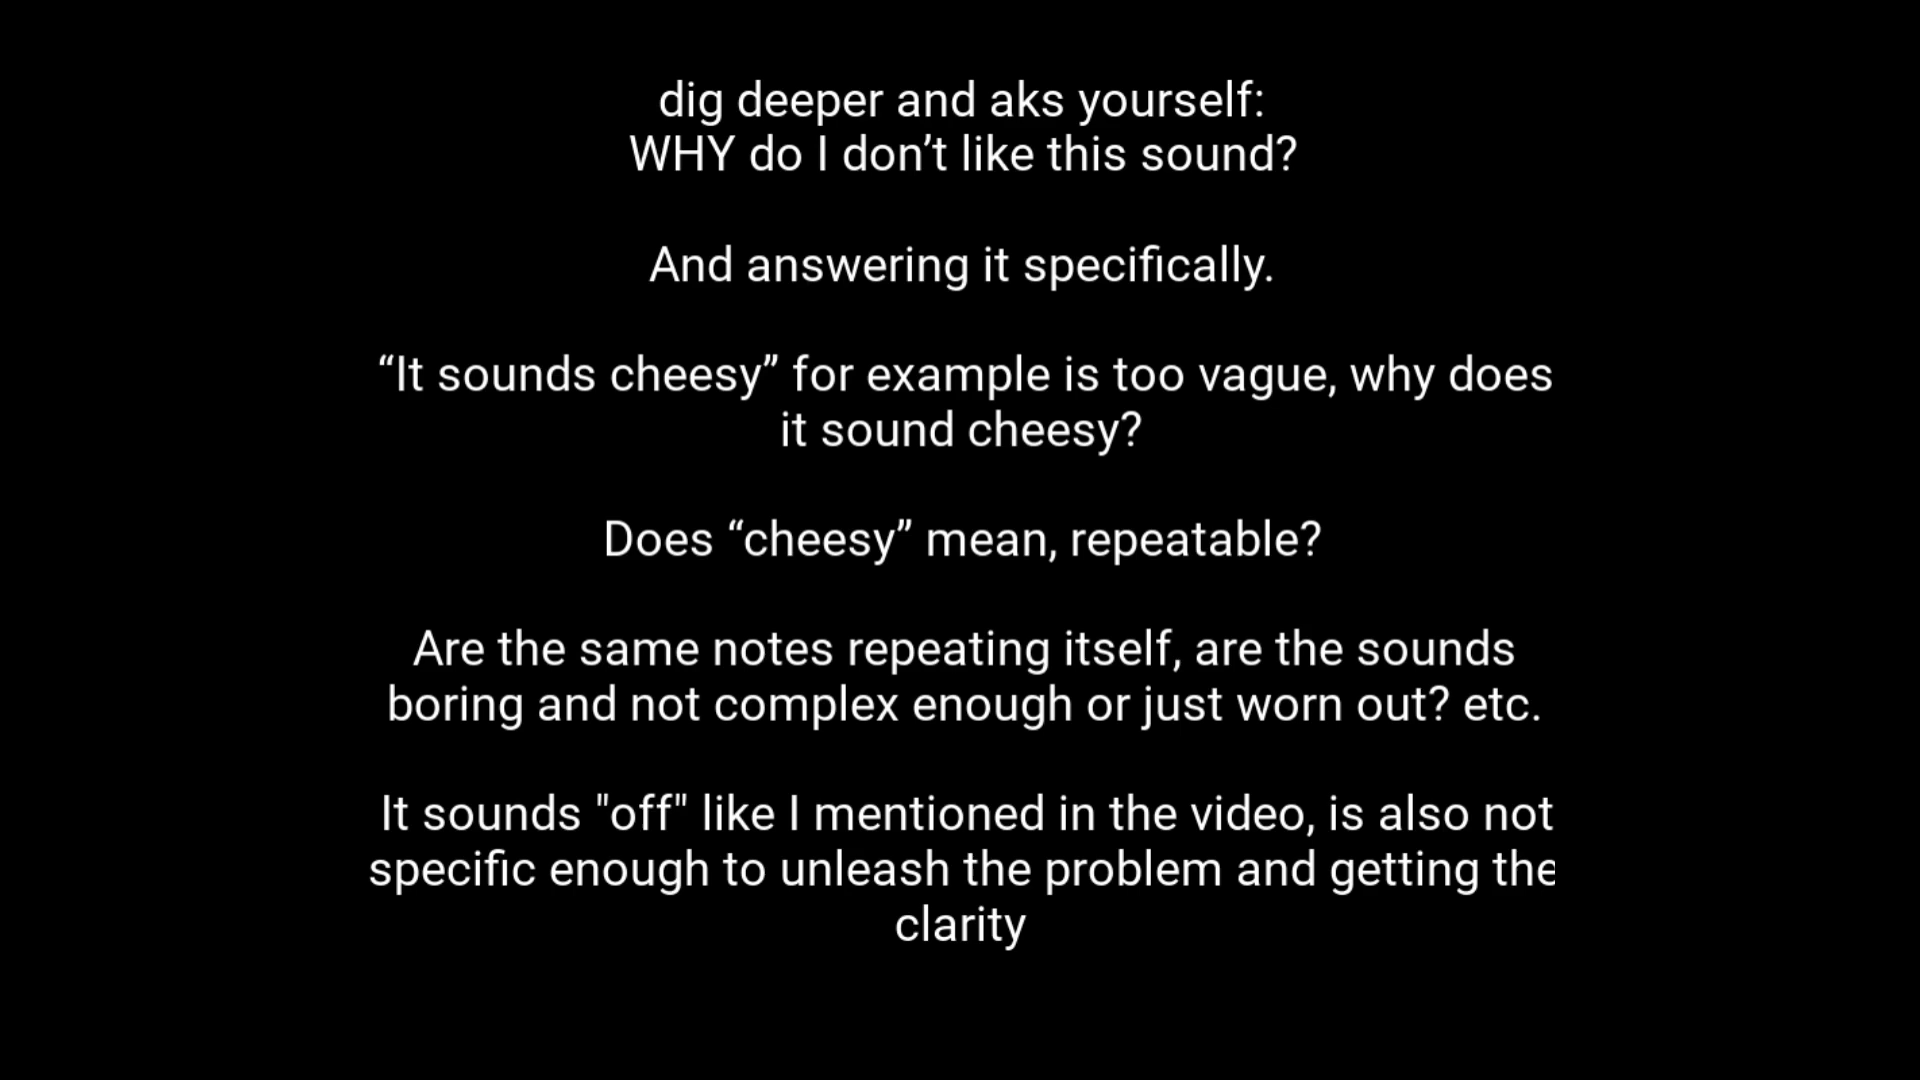 dig deeper and aks yourself:
WHY do I don’t like this sound?
And answering it specifically.
“It sounds cheesy” for example is too vague, why does
it sound cheesy?
Does “cheesy” mean, repeatable?
Are the same notes repeating itself, are the sounds
boring and not complex enough or just worn out? etc.
It sounds "off" like I mentioned in the video, is also not
specific enough to unleash the problem and getting the
clarity